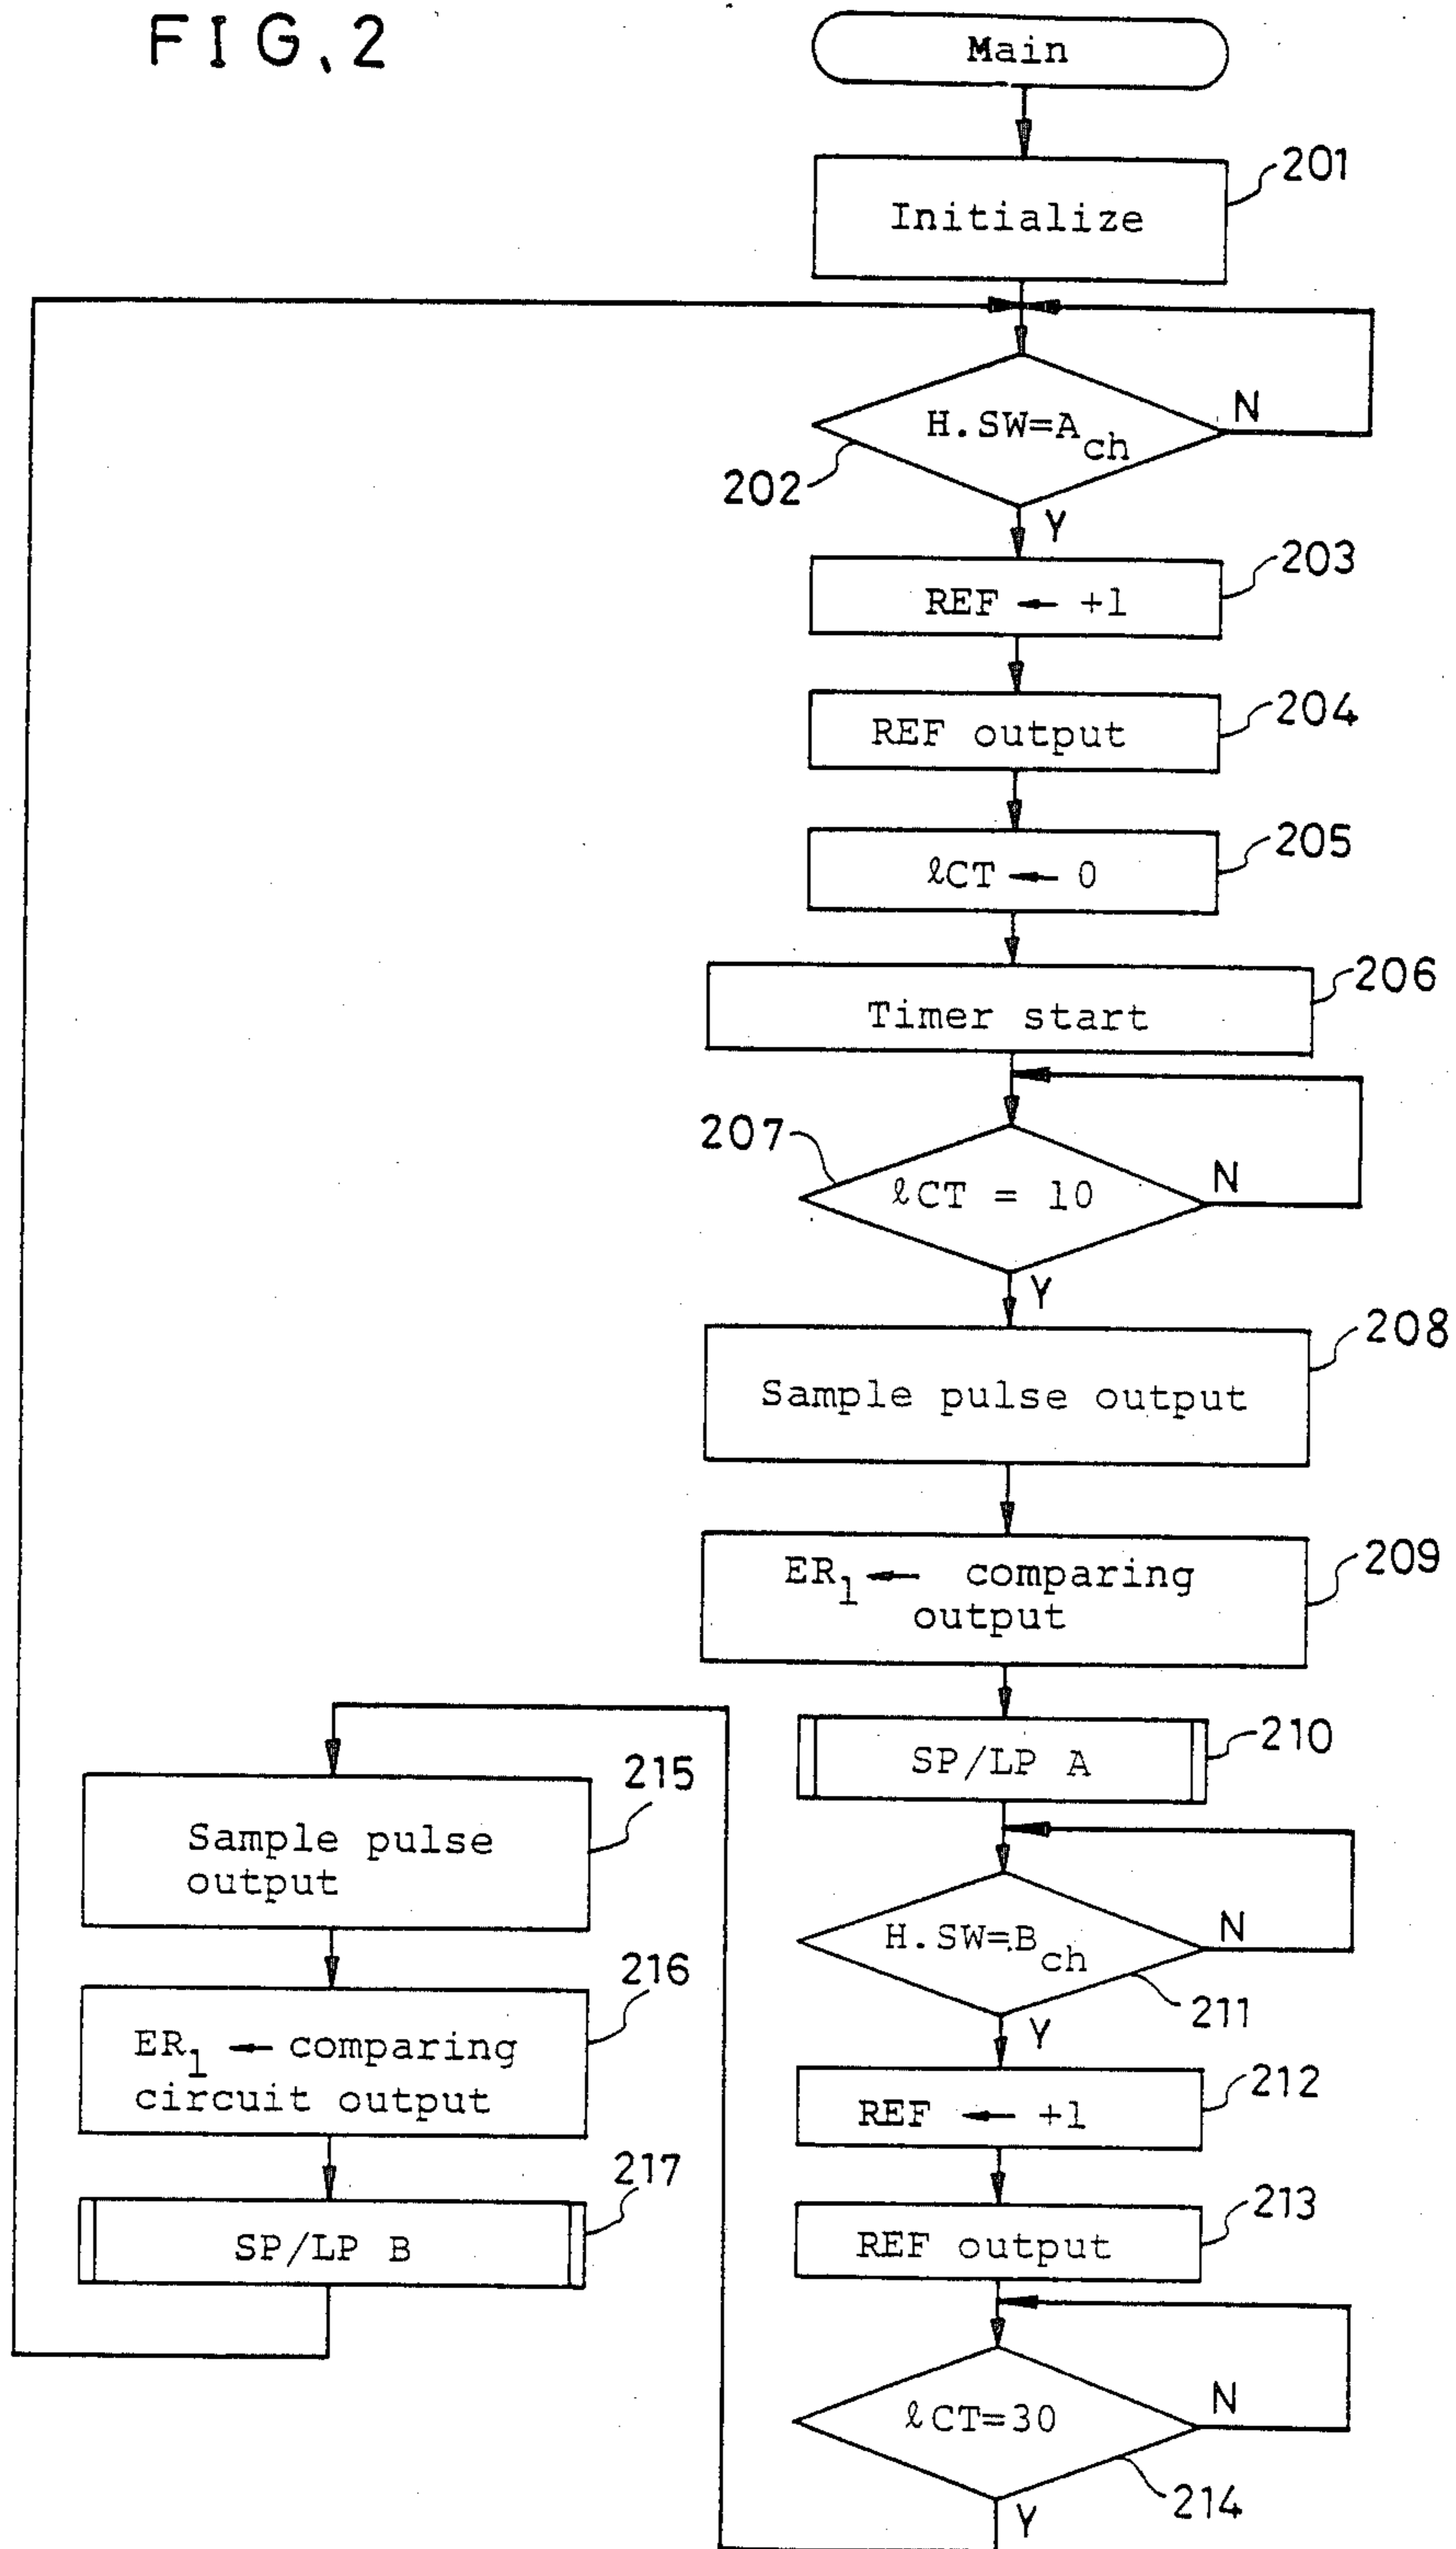 FIG. 2
Main
Initialize
201
H.SW=Ach
N
202
Y
REF ← +1
203
REF output
204
ℓCT ← 0
205
Timer start
206
207
ℓCT = 10
N
Y
Sample pulse output
208
ER1 ← comparing
output
209
SP/LP A
210
H.SW=Bch
N
211
Y
REF ← +1
212
REF output
213
ℓCT=30
N
214
Y
Sample pulse
output
215
ER1 ← comparing
circuit output
216
SP/LP B
217